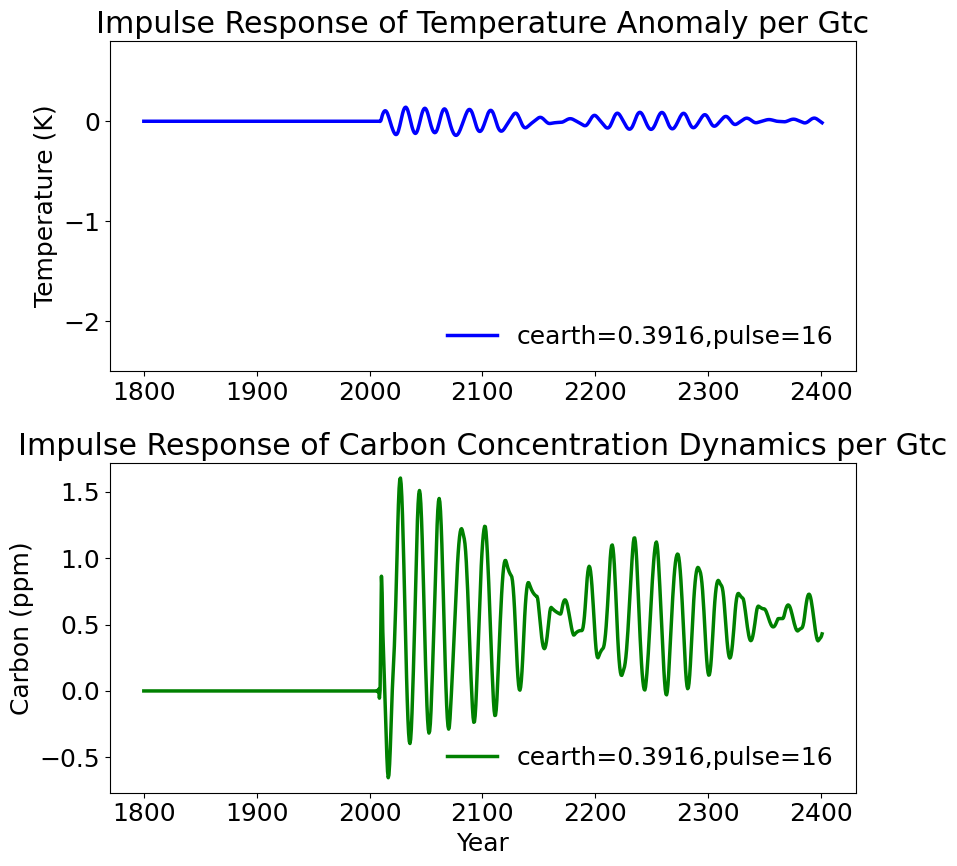 Impulse Response of Temperature Anomaly per Gtc
Temperature (K)
0
−1
−2
cearth=0.3916,pulse=16
1800 1900 2000 2100 2200 2300 2400
Impulse Response of Carbon Concentration Dynamics per Gtc
Carbon (ppm)
1.5
1.0
0.5
0.0
−0.5
cearth=0.3916,pulse=16
1800 1900 2000 2100 2200 2300 2400
Year